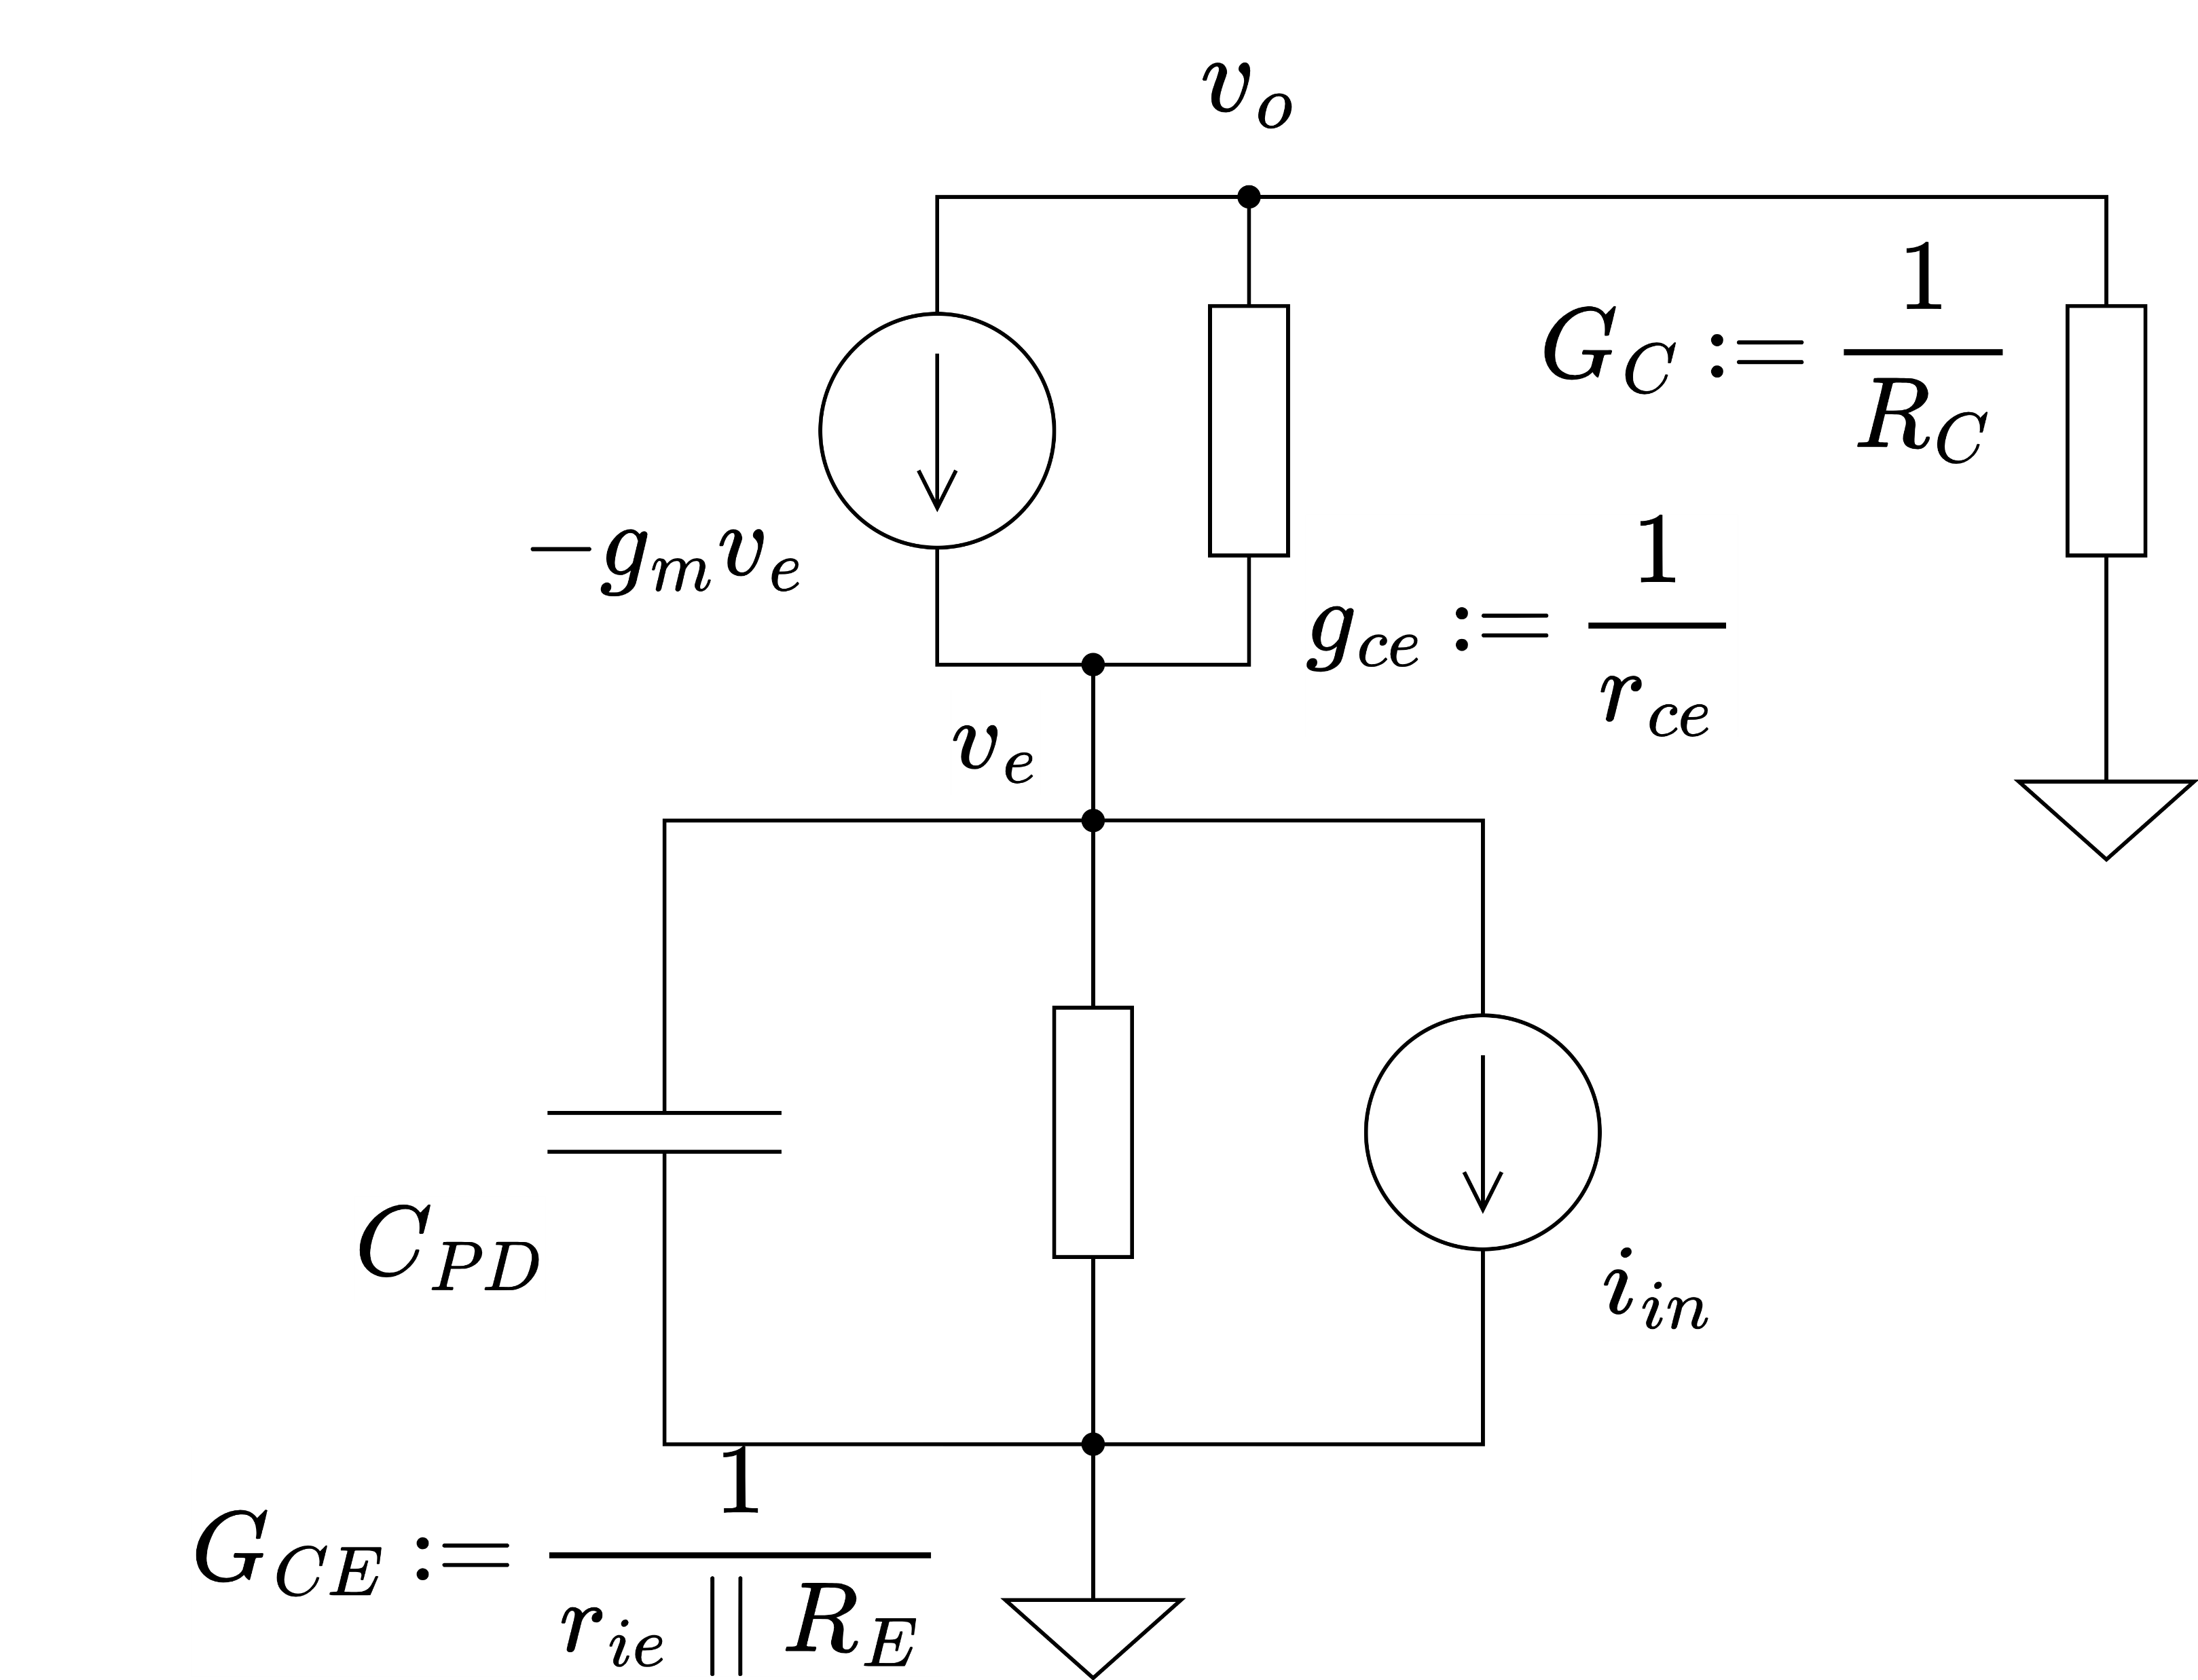 v_o
G_C := 1/R_C
-g_m v_e
g_ce := 1/r_ce
v_e
C_PD
i_in
G_CE := 1/(r_ie || R_E)